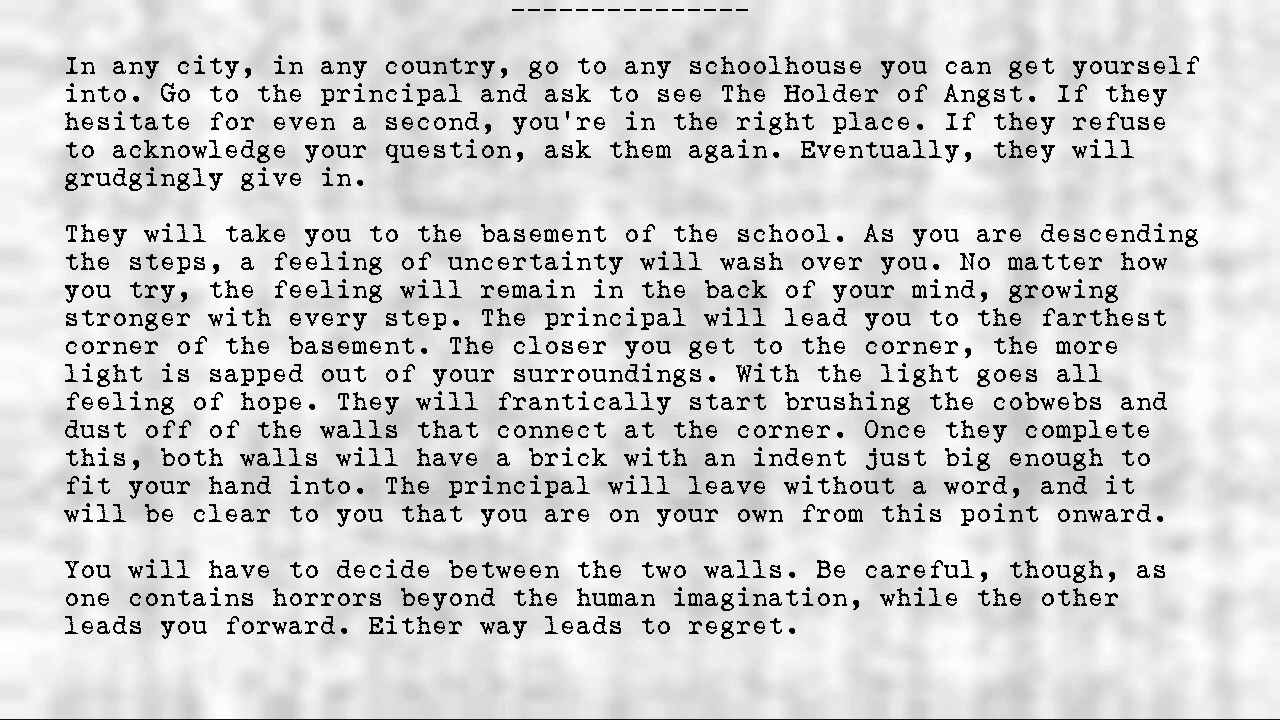 ---------------
In any city, in any country, go to any schoolhouse you can get yourself
into. Go to the principal and ask to see The Holder of Angst. If they
hesitate for even a second, you're in the right place. If they refuse
to acknowledge your question, ask them again. Eventually, they will
grudgingly give in.
They will take you to the basement of the school. As you are descending
the steps, a feeling of uncertainty will wash over you. No matter how
you try, the feeling will remain in the back of your mind, growing
stronger with every step. The principal will lead you to the farthest
corner of the basement. The closer you get to the corner, the more
light is sapped out of your surroundings. With the light goes all
feeling of hope. They will frantically start brushing the cobwebs and
dust off of the walls that connect at the corner. Once they complete
this, both walls will have a brick with an indent just big enough to
fit your hand into. The principal will leave without a word, and it
will be clear to you that you are on your own from this point onward.
You will have to decide between the two walls. Be careful, though, as
one contains horrors beyond the human imagination, while the other
leads you forward. Either way leads to regret.